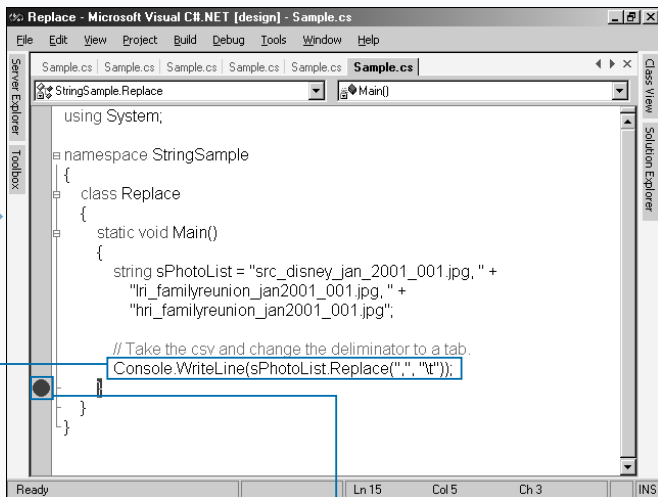 Replace - Microsoft Visual C#.NET [design] - Sample.cs
File Edit View Project Build Debug Tools Window Help
Server Explorer
Toolbox
Sample.cs Sample.cs Sample.cs Sample.cs Sample.cs Sample.cs
StringSample.Replace Main()
using System;
namespace StringSample
{
class Replace
{
static void Main()
{
string sPhotoList = "src_disney_jan_2001_001.jpg, " +
"lri_familyreunion_jan2001_001.jpg, " +
"hri_familyreunion_jan2001_001.jpg";
// Take the csv and change the deliminator to a tab.
Console.WriteLine(sPhotoList.Replace(",", "\t"));
}
}
}
Class View
Solution Explorer
Ready Ln 15 Col 5 Ch 3 INS